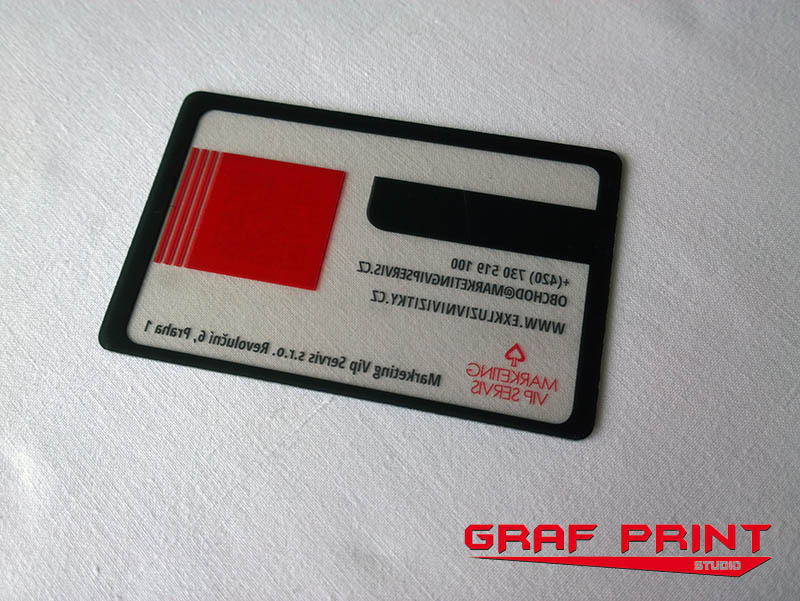 +(420) 730 519 100
OBCHOD@MARKETINGVIPSERVIS.CZ
WWW.EXKLUZIVNIVIZITKY.CZ
MARKETING
VIP SERVIS
Marketing Vip Servis s.r.o. Revoluční 6, Praha 1
GRAF PRINT
STUDIO